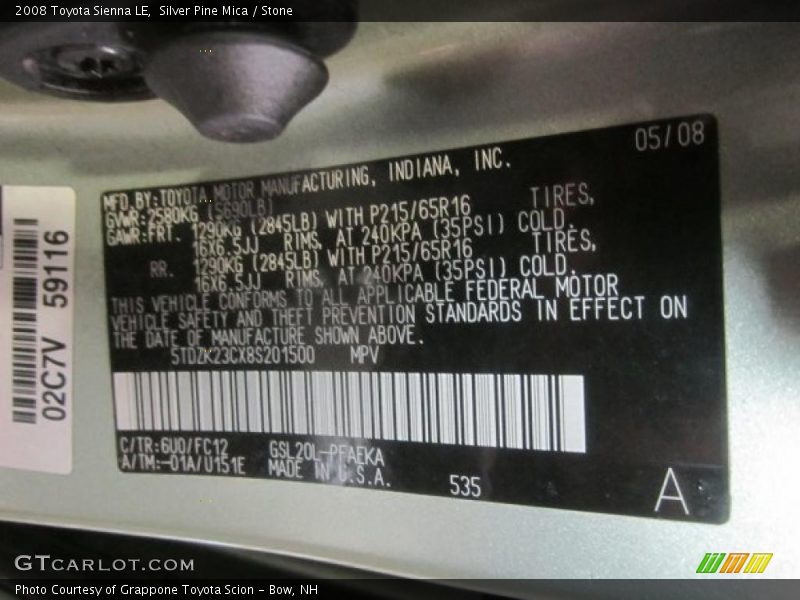 2008 Toyota Sienna LE,  Silver Pine Mica / Stone
05/08
MFD.BY:TOYOTA MOTOR MANUFACTURING, INDIANA, INC.
GVWR:2580KG (5690LB)
GAWR:FRT. 1290KG (2845LB) WITH P215/65R16 TIRES,
16X6.5JJ RIMS, AT 240KPA (35PSI) COLD.
RR. 1290KG (2845LB) WITH P215/65R16 TIRES,
16X6.5JJ RIMS, AT 240KPA (35PSI) COLD.
THIS VEHICLE CONFORMS TO ALL APPLICABLE FEDERAL MOTOR
VEHICLE SAFETY AND THEFT PREVENTION STANDARDS IN EFFECT ON
THE DATE OF MANUFACTURE SHOWN ABOVE.
5TDZK23CX8S201500 MPV
C/TR:6U0/FC12 GSL20L-PFAEKA
A/TM:-01A/U151E MADE IN U.S.A.
535
A
02C7V 59116
GTCARLOT.COM
Photo Courtesy of Grappone Toyota Scion - Bow, NH